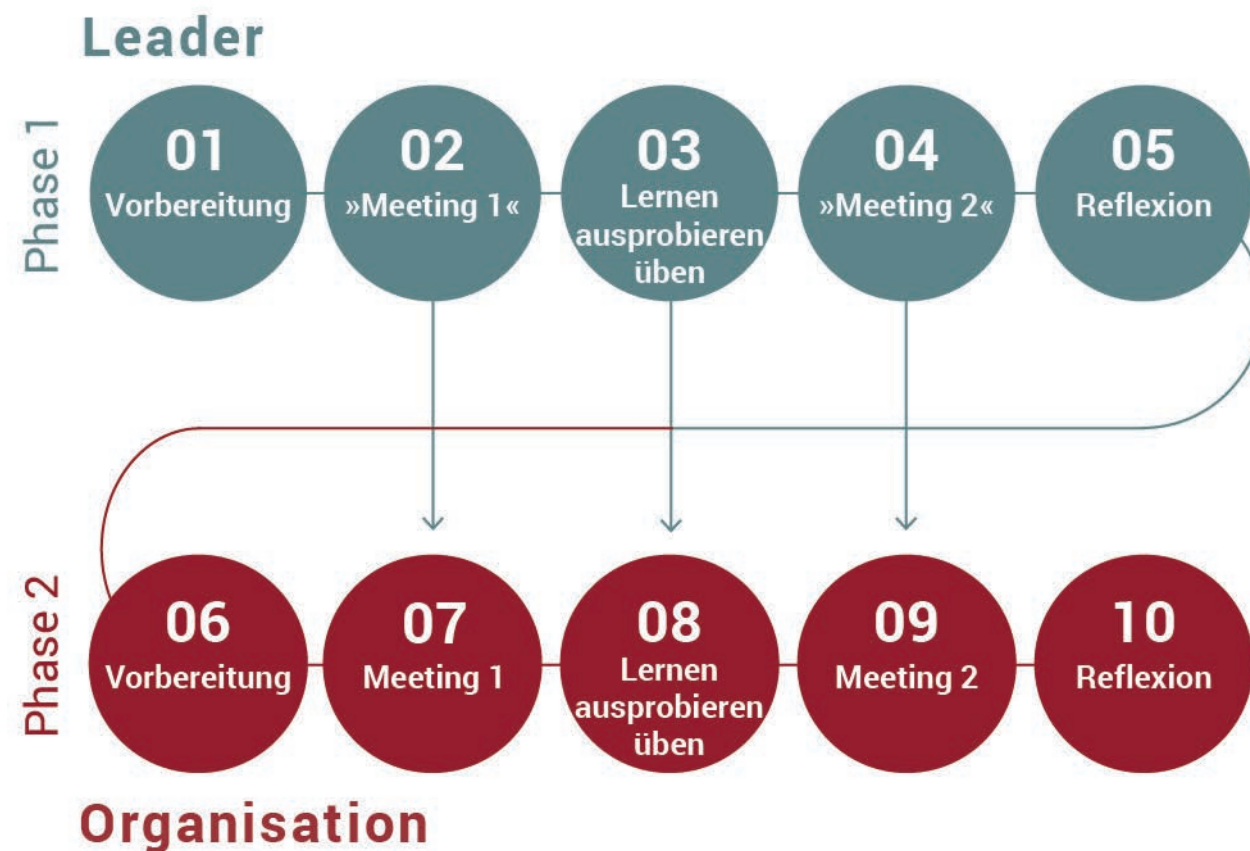 Leader
Phase 1
01
Vorbereitung
02
»Meeting 1«
03
Lernen
ausprobieren
üben
04
»Meeting 2«
05
Reflexion
Phase 2
06
Vorbereitung
07
Meeting 1
08
Lernen
ausprobieren
üben
09
Meeting 2
10
Reflexion
Organisation